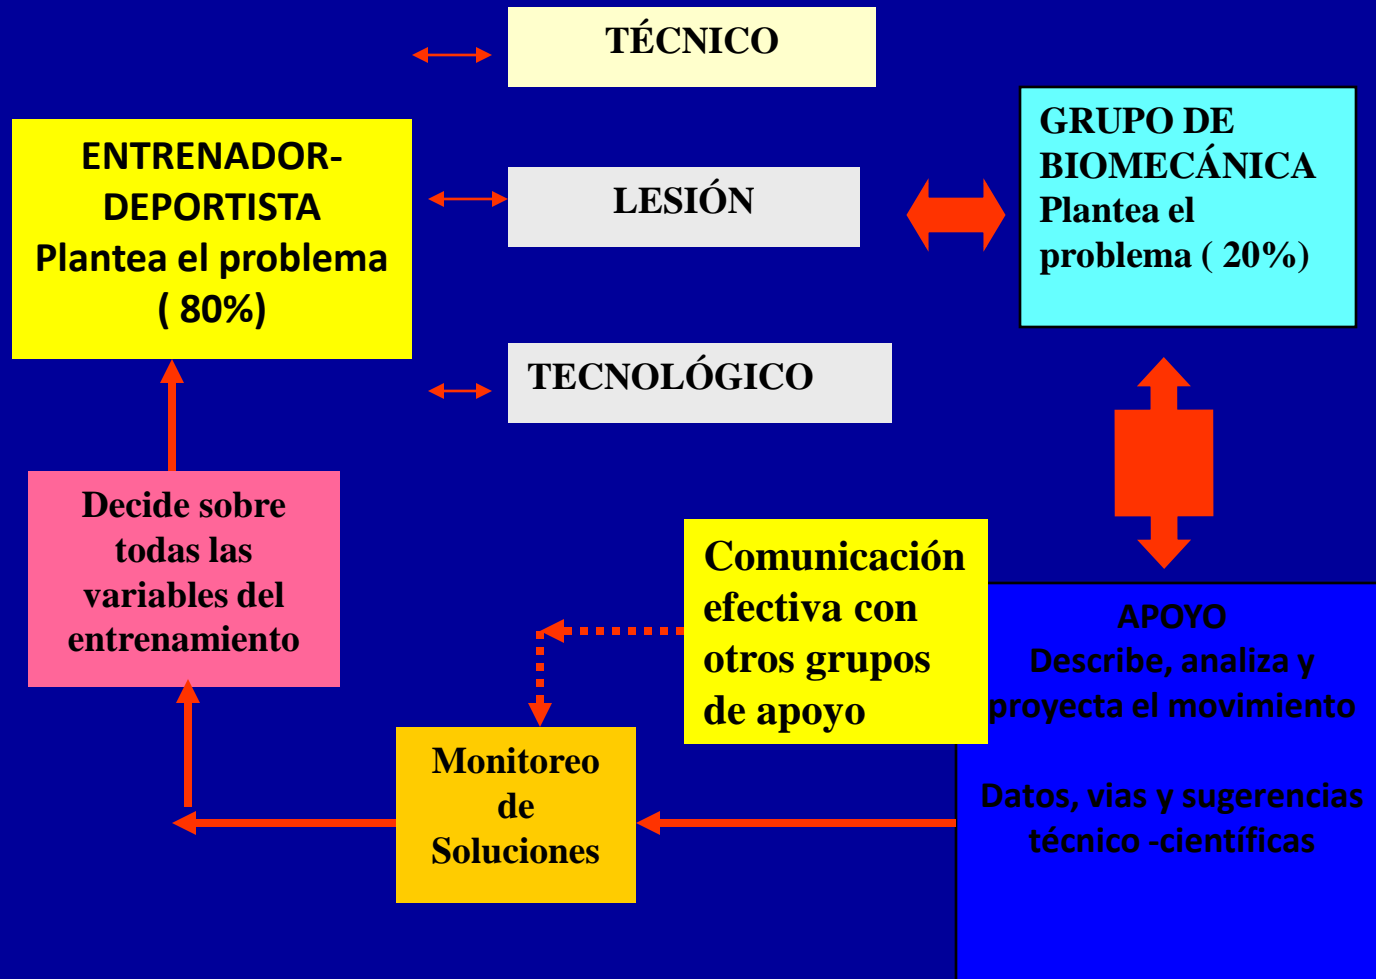 TÉCNICO
ENTRENADOR-
DEPORTISTA
Plantea el problema
( 80%)
LESIÓN
GRUPO DE
BIOMECÁNICA
Plantea el
problema ( 20%)
TECNOLÓGICO
Decide sobre
todas las
variables del
entrenamiento
Comunicación
efectiva con
otros grupos
de apoyo
APOYO
Describe, analiza y
proyecta el movimiento
Datos, vias y sugerencias
técnico -científicas
Monitoreo
de
Soluciones